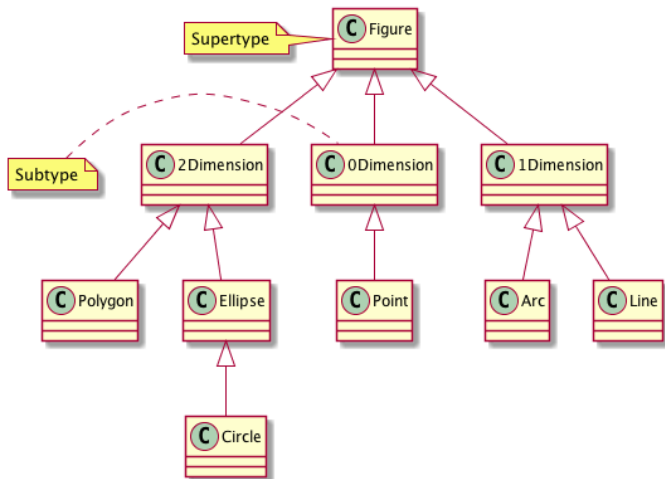 Supertype
C Figure
Subtype
C 2Dimension
C 0Dimension
C 1Dimension
C Polygon
C Ellipse
C Point
C Arc
C Line
C Circle